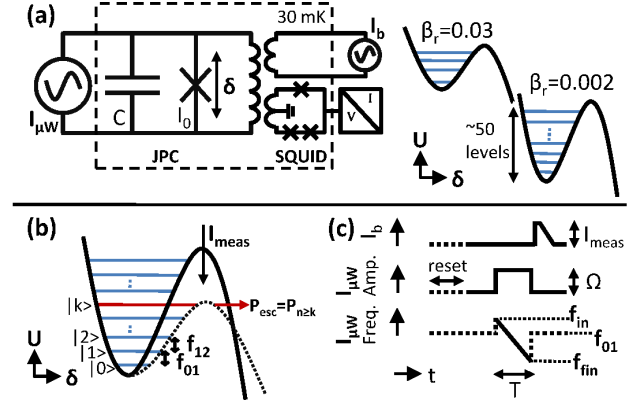 (a)
30 mK
I_b
I_μW
C
I_0
δ
I
V
JPC
SQUID
β_r=0.03
β_r=0.002
~50
levels
U
δ
(b)
I_meas
|k⟩
P_esc=P_n≥k
|2⟩
|1⟩
|0⟩
f_12
f_01
U
δ
(c)
I_b
I_meas
I_μW
Amp.
reset
Ω
I_μW
Freq.
f_in
f_01
f_fin
t
T